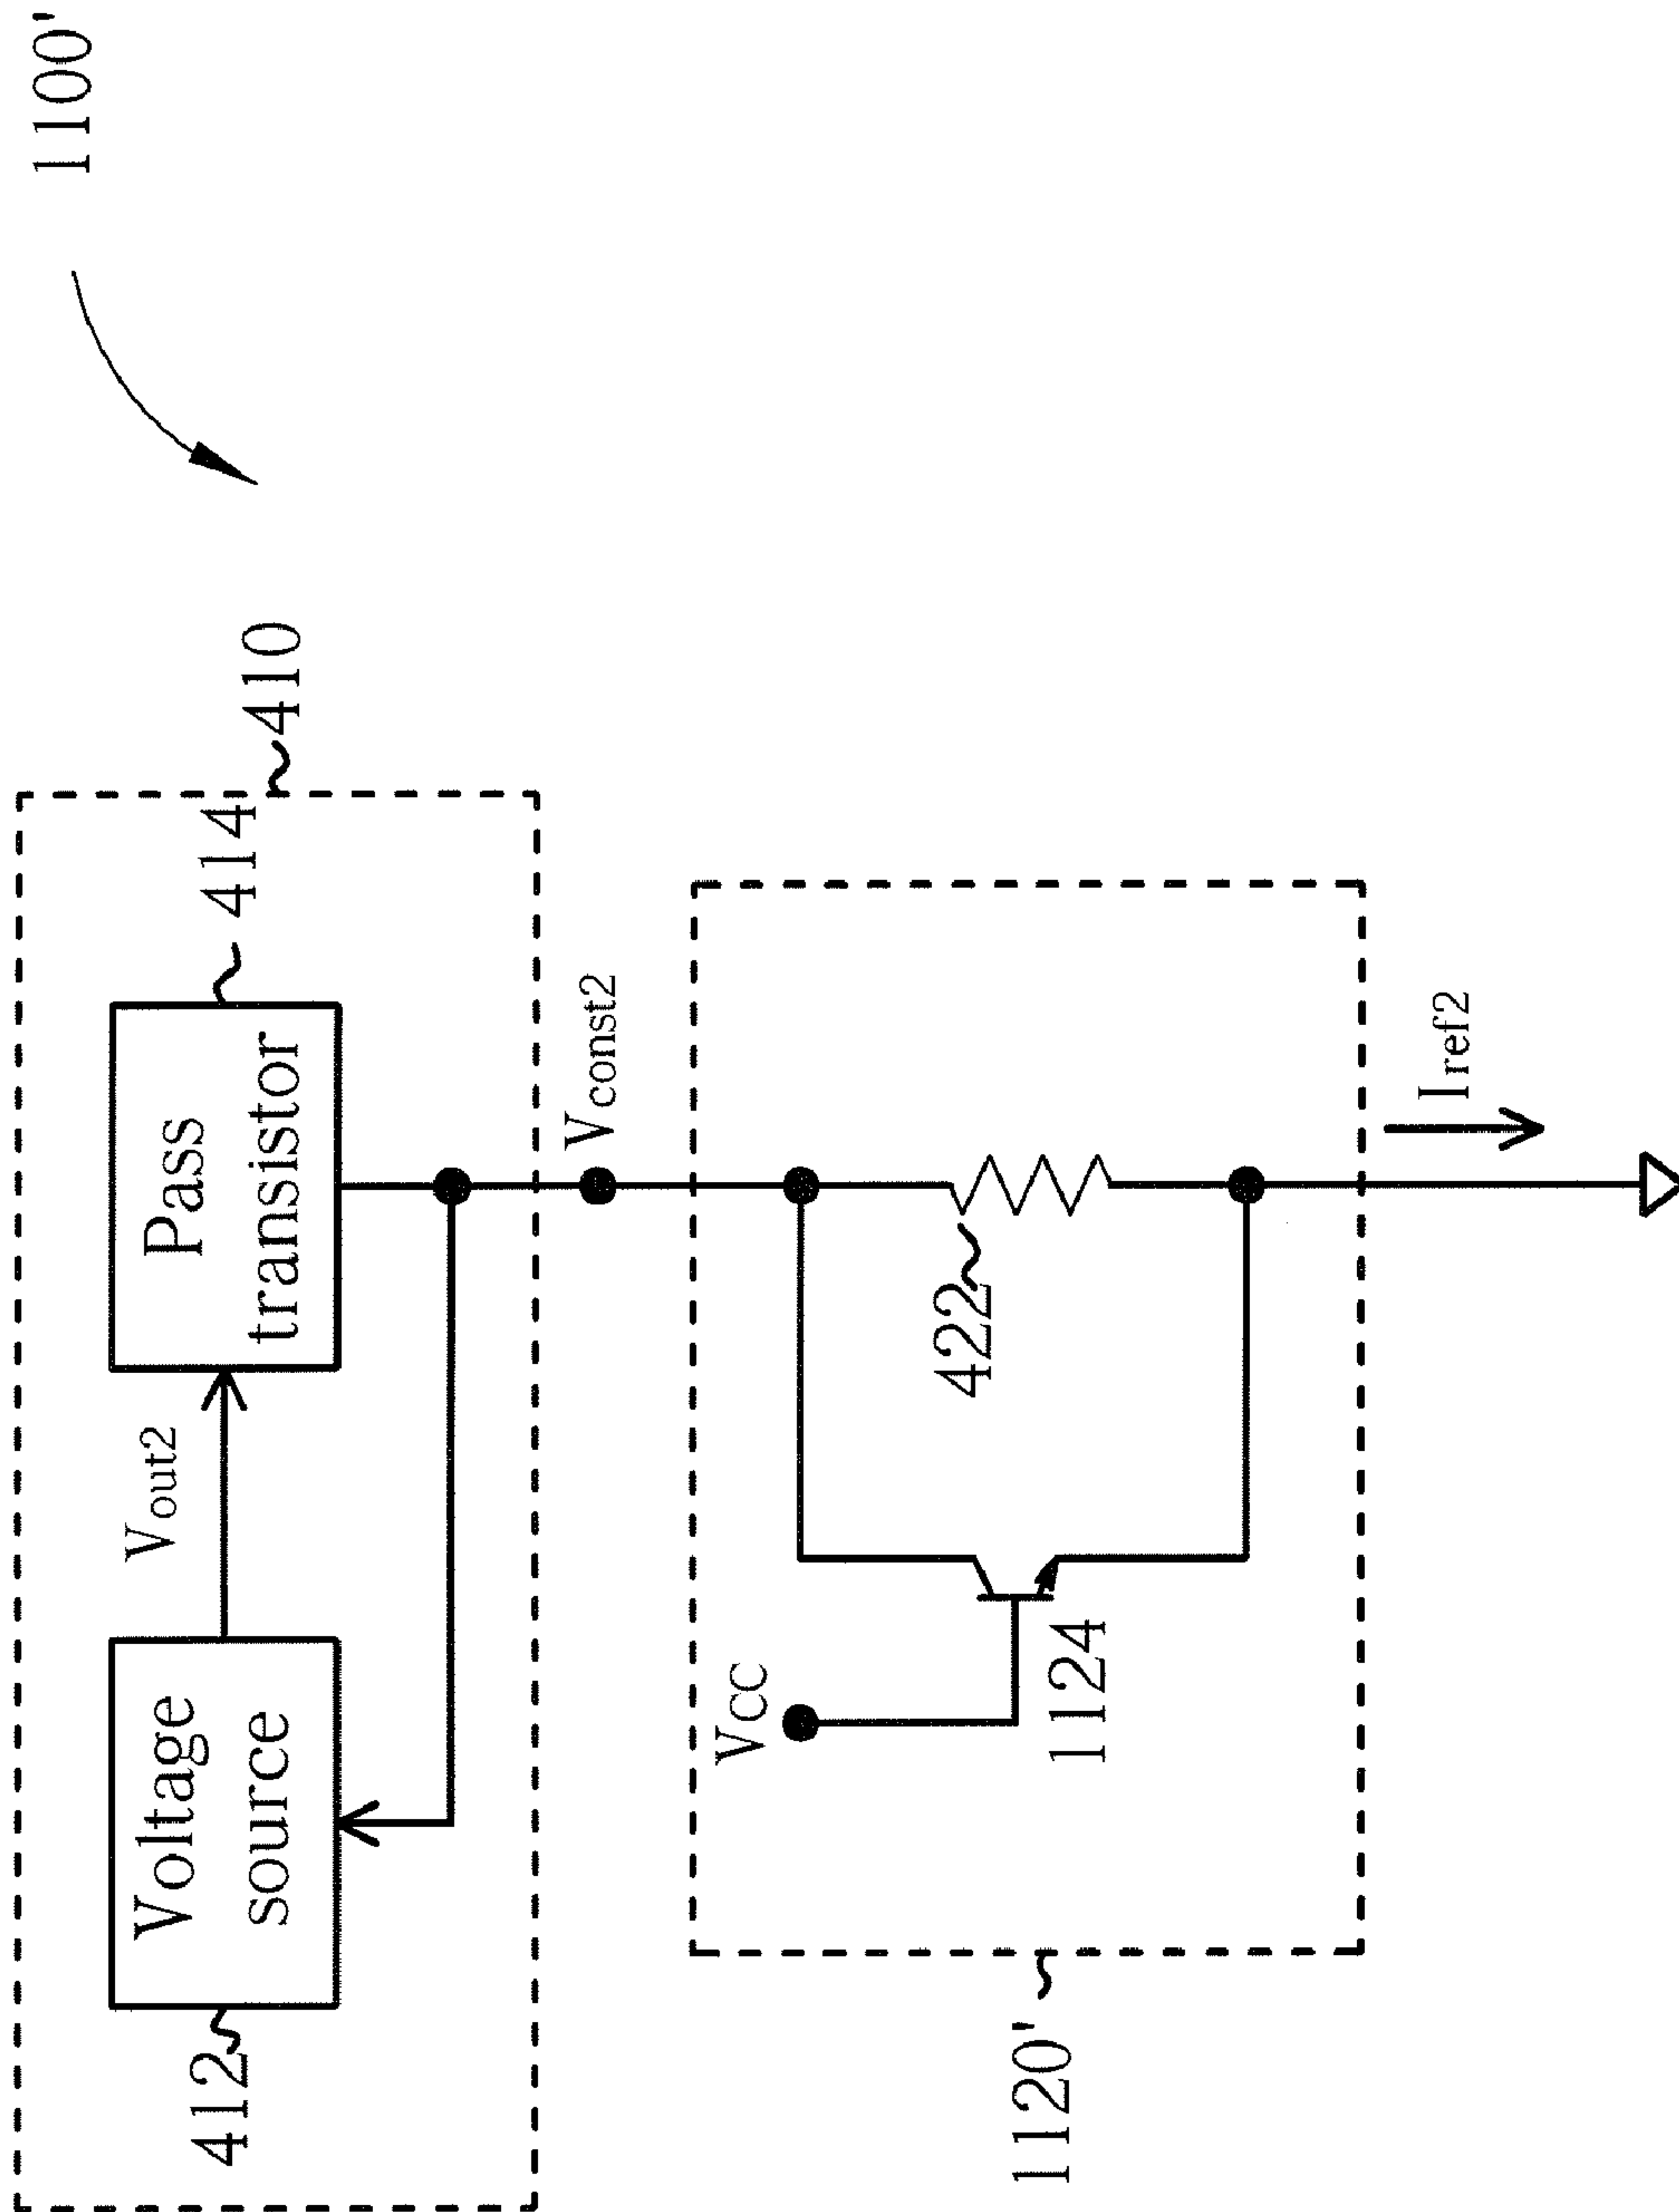 1100'
410
412
Voltage
source
Vout2
Pass
transistor
414
Vconst2
1120'
VCC
1124
422
Iref2